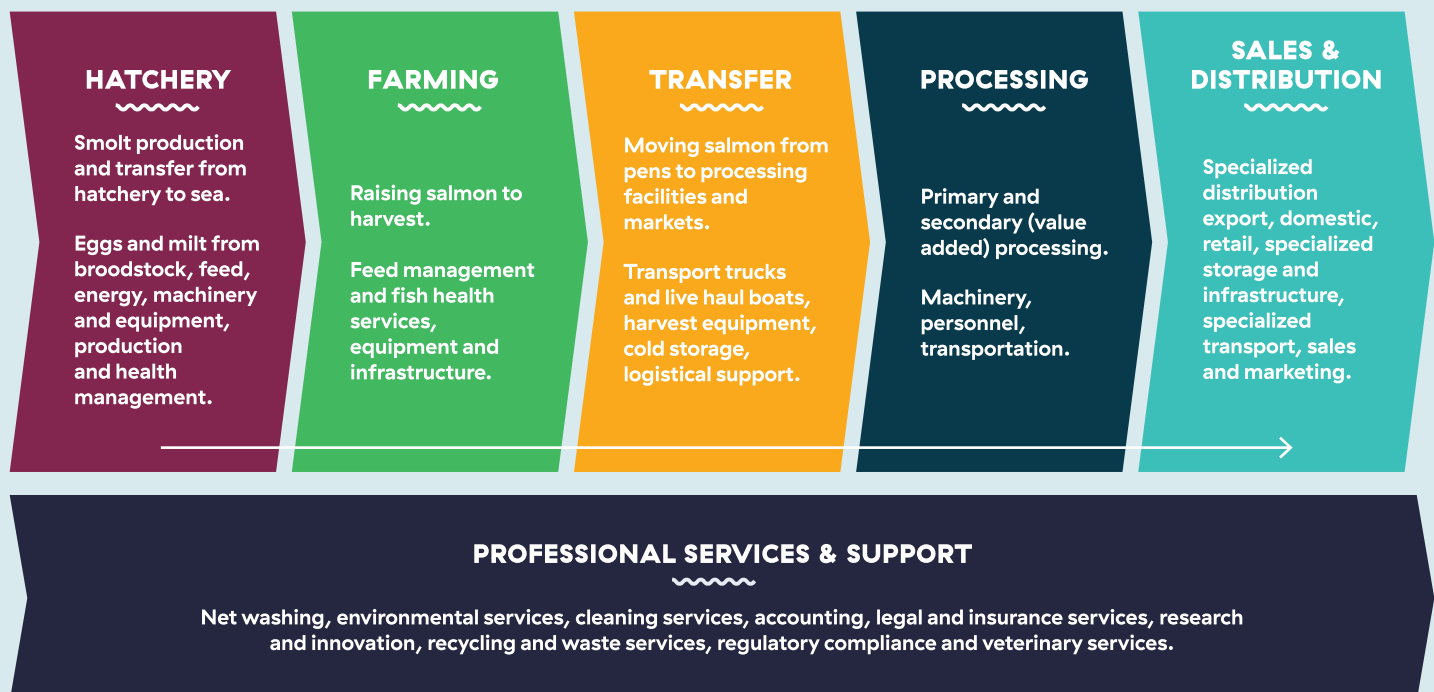 HATCHERY
Smolt production
and transfer from
hatchery to sea.
Eggs and milt from
broodstock, feed,
energy, machinery
and equipment,
production
and health
management.
FARMING
Raising salmon to
harvest.
Feed management
and fish health
services,
equipment and
infrastructure.
TRANSFER
Moving salmon from
pens to processing
facilities and
markets.
Transport trucks
and live haul boats,
harvest equipment,
cold storage,
logistical support.
PROCESSING
Primary and
secondary (value
added) processing.
Machinery,
personnel,
transportation.
SALES &
DISTRIBUTION
Specialized
distribution
export, domestic,
retail, specialized
storage and
infrastructure,
specialized
transport, sales
and marketing.
PROFESSIONAL SERVICES & SUPPORT
Net washing, environmental services, cleaning services, accounting, legal and insurance services, research
and innovation, recycling and waste services, regulatory compliance and veterinary services.